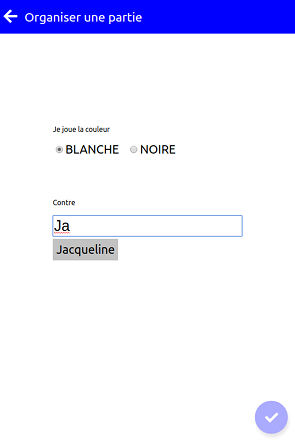 Organiser une partie
Je joue la couleur
BLANCHE NOIRE
Contre
Ja
Jacqueline